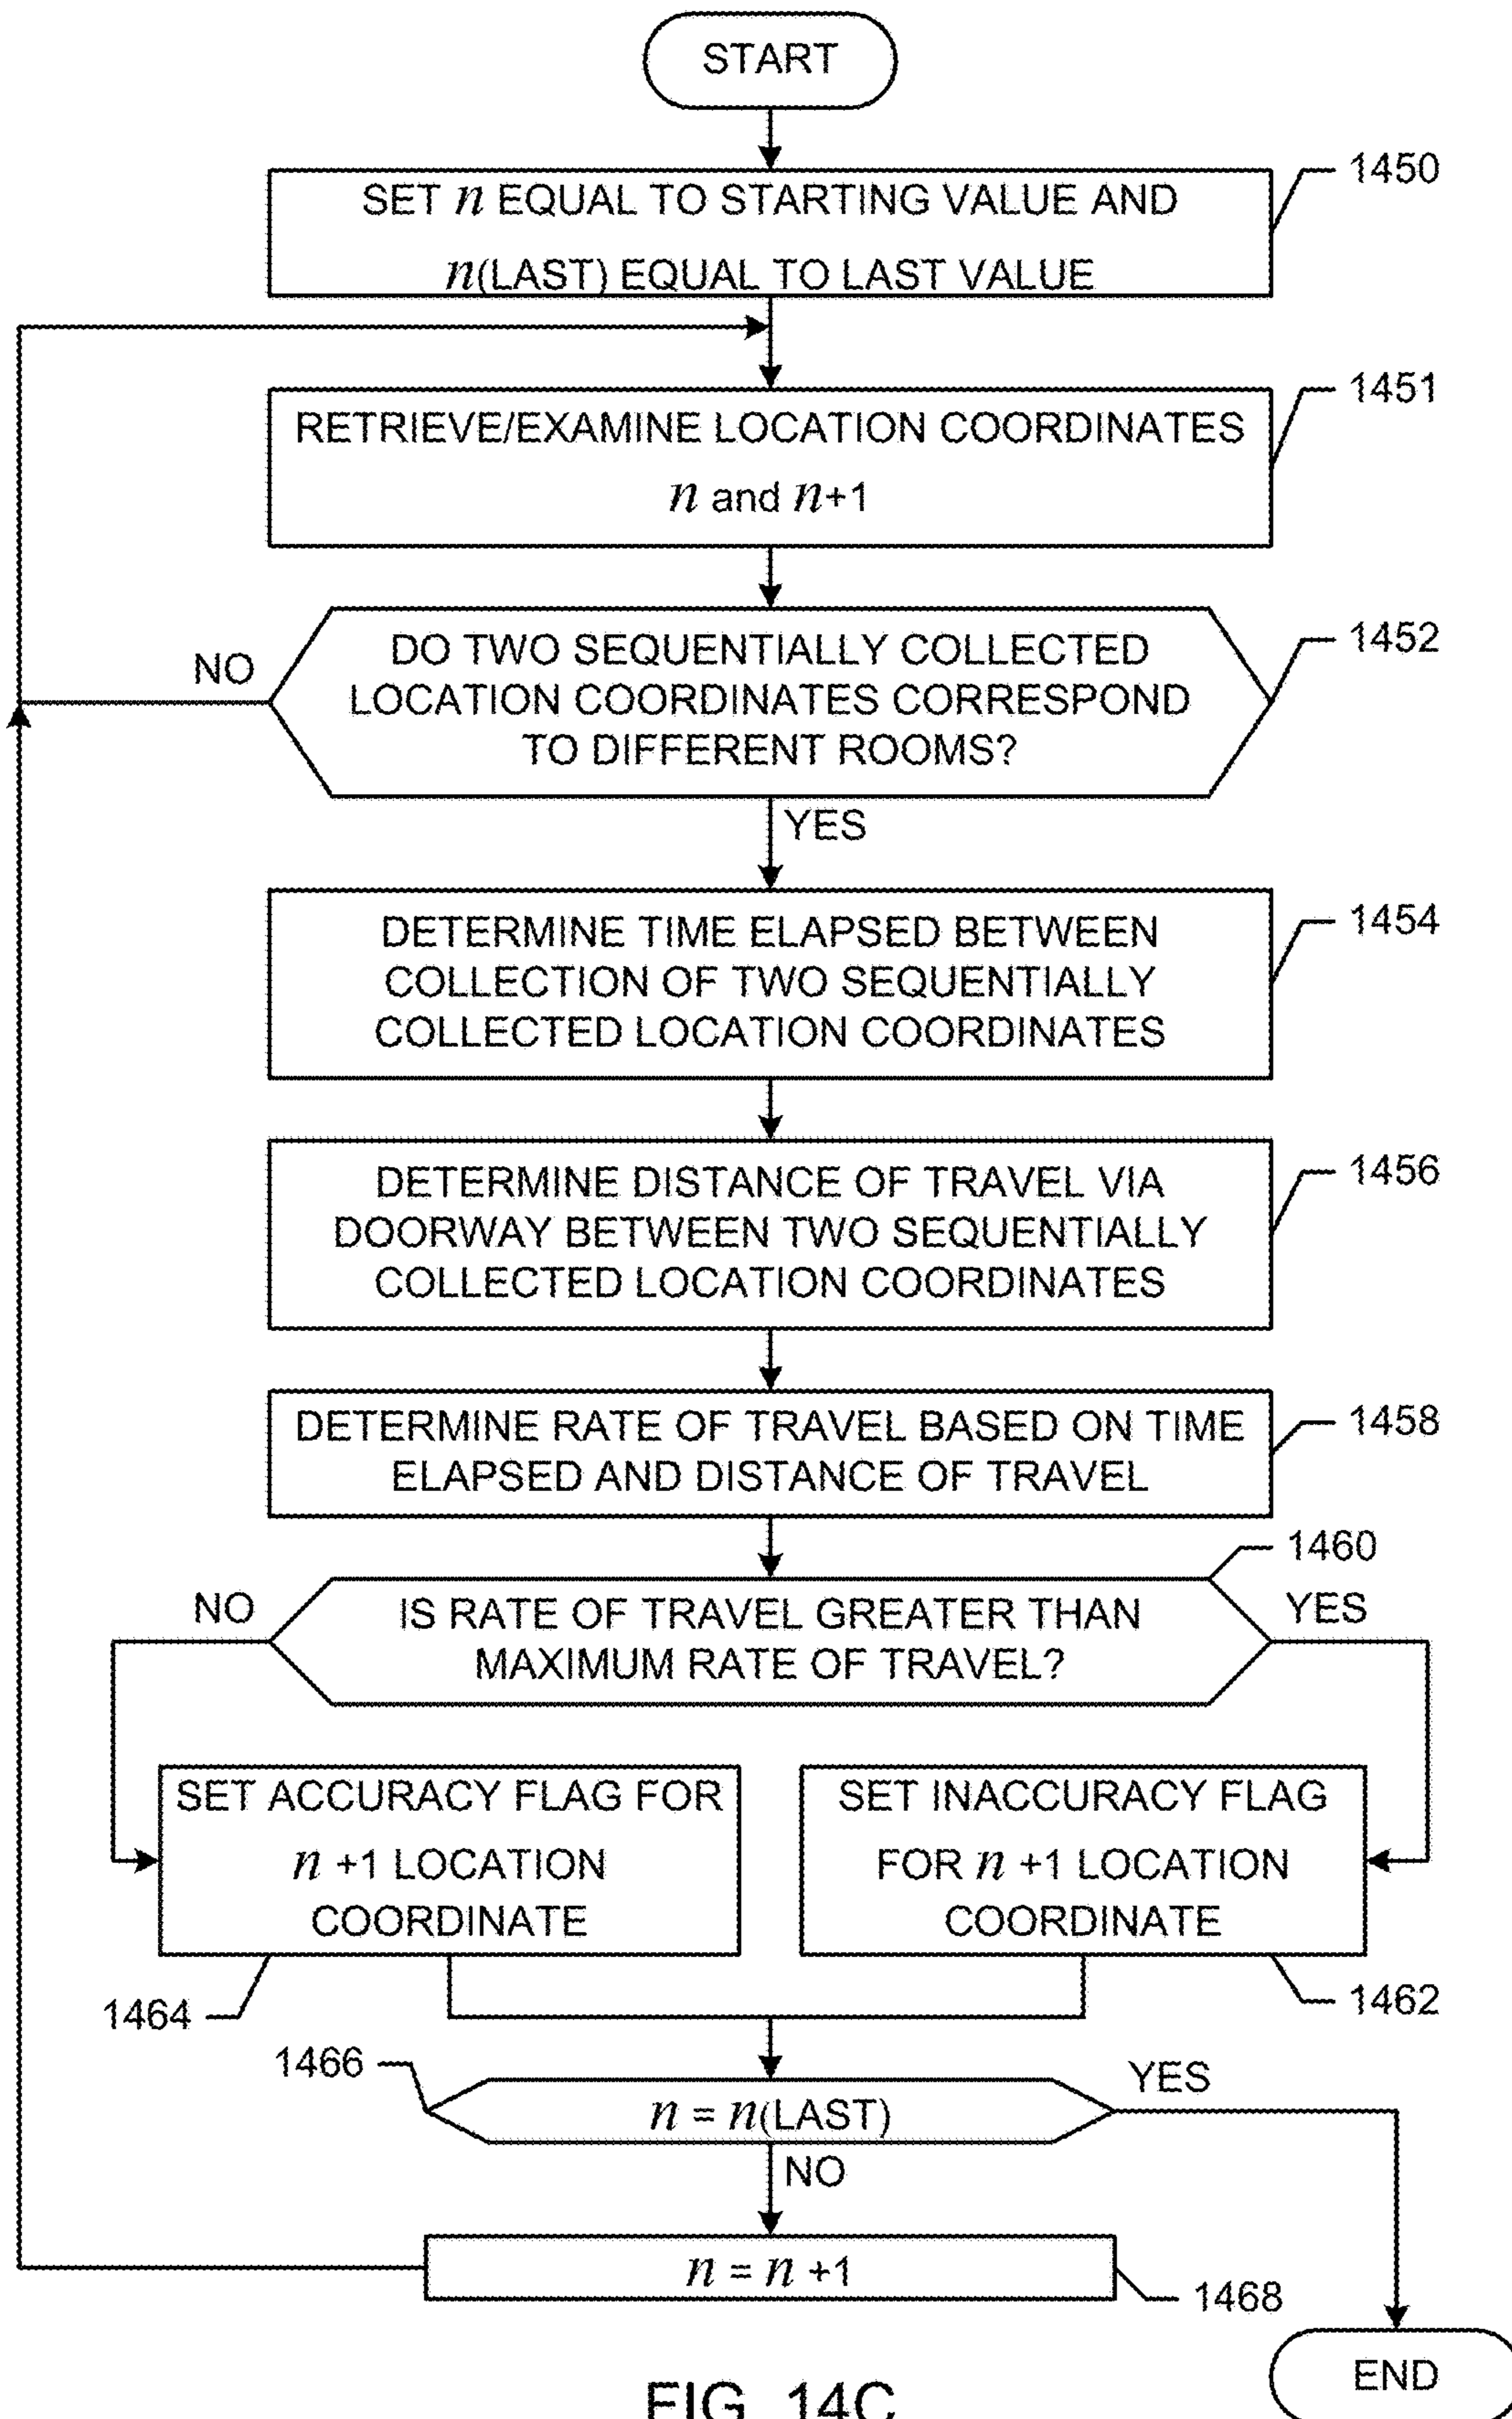 START
SET n EQUAL TO STARTING VALUE AND
n(LAST) EQUAL TO LAST VALUE
1450
RETRIEVE/EXAMINE LOCATION COORDINATES
n and n+1
1451
DO TWO SEQUENTIALLY COLLECTED
LOCATION COORDINATES CORRESPOND
TO DIFFERENT ROOMS?
1452
NO
YES
DETERMINE TIME ELAPSED BETWEEN
COLLECTION OF TWO SEQUENTIALLY
COLLECTED LOCATION COORDINATES
1454
DETERMINE DISTANCE OF TRAVEL VIA
DOORWAY BETWEEN TWO SEQUENTIALLY
COLLECTED LOCATION COORDINATES
1456
DETERMINE RATE OF TRAVEL BASED ON TIME
ELAPSED AND DISTANCE OF TRAVEL
1458
1460
NO
IS RATE OF TRAVEL GREATER THAN
MAXIMUM RATE OF TRAVEL?
YES
SET ACCURACY FLAG FOR
n +1 LOCATION
COORDINATE
1464
SET INACCURACY FLAG
FOR n +1 LOCATION
COORDINATE
1462
1466
n = n(LAST)
YES
NO
n = n +1
1468
END
FIG. 14C